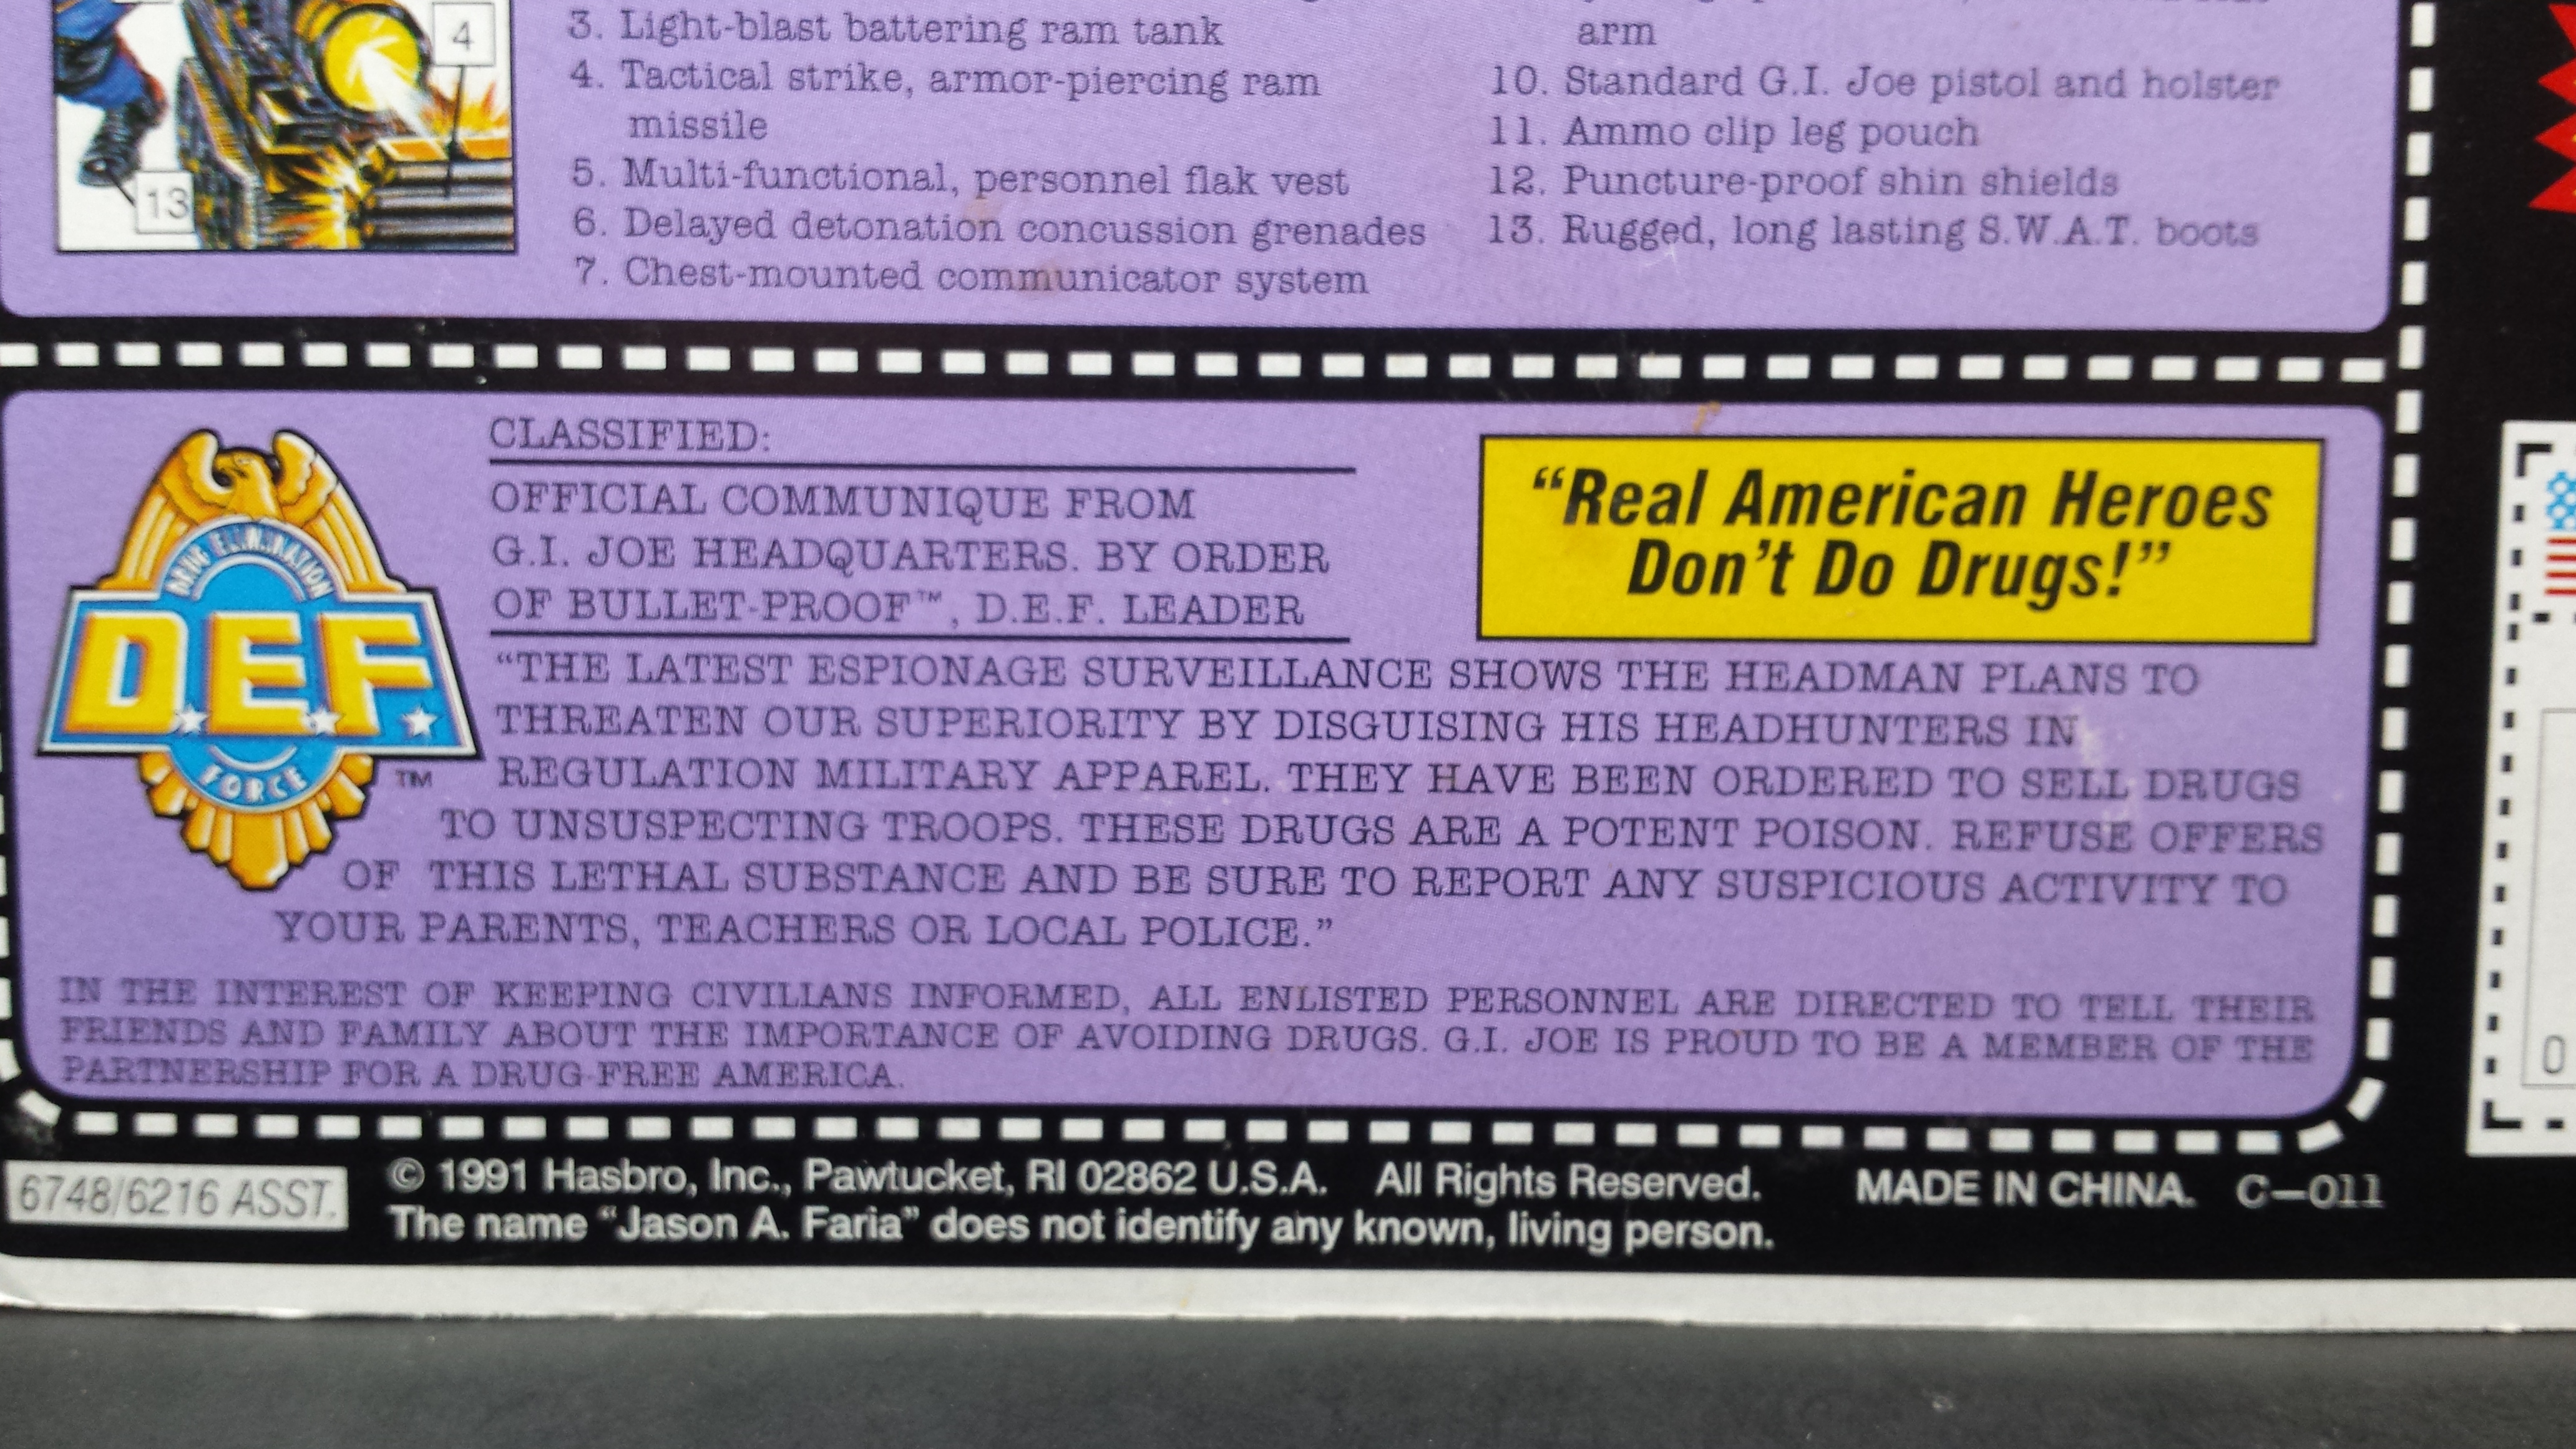 4
13
3. Light-blast battering ram tank
4. Tactical strike, armor-piercing ram
missile
5. Multi-functional, personnel flak vest
6. Delayed detonation concussion grenades
7. Chest-mounted communicator system
arm
10. Standard G.I. Joe pistol and holster
11. Ammo clip leg pouch
12. Puncture-proof shin shields
13. Rugged, long lasting S.W.A.T. boots
DRUG ELIMINATION
D.E.F.
FORCE
TM
CLASSIFIED:
OFFICIAL COMMUNIQUE FROM
G.I. JOE HEADQUARTERS. BY ORDER
OF BULLET-PROOF™, D.E.F. LEADER
“Real American Heroes
Don't Do Drugs!”
“THE LATEST ESPIONAGE SURVEILLANCE SHOWS THE HEADMAN PLANS TO
THREATEN OUR SUPERIORITY BY DISGUISING HIS HEADHUNTERS IN
REGULATION MILITARY APPAREL. THEY HAVE BEEN ORDERED TO SELL DRUGS
TO UNSUSPECTING TROOPS. THESE DRUGS ARE A POTENT POISON. REFUSE OFFERS
OF THIS LETHAL SUBSTANCE AND BE SURE TO REPORT ANY SUSPICIOUS ACTIVITY TO
YOUR PARENTS, TEACHERS OR LOCAL POLICE.”
IN THE INTEREST OF KEEPING CIVILIANS INFORMED, ALL ENLISTED PERSONNEL ARE DIRECTED TO TELL THEIR
FRIENDS AND FAMILY ABOUT THE IMPORTANCE OF AVOIDING DRUGS. G.I. JOE IS PROUD TO BE A MEMBER OF THE
PARTNERSHIP FOR A DRUG-FREE AMERICA.
0
6748/6216 ASST.
© 1991 Hasbro, Inc., Pawtucket, RI 02862 U.S.A. All Rights Reserved. MADE IN CHINA. C-011
The name “Jason A. Faria” does not identify any known, living person.